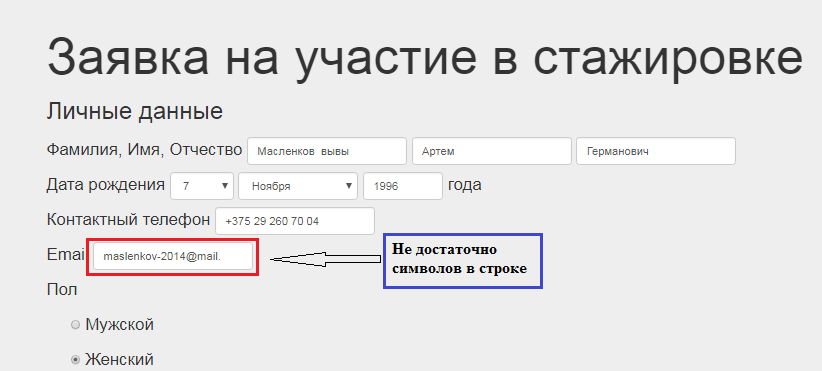 Заявка на участие в стажировке
Личные данные
Фамилия, Имя, Отчество Масленков вывы Артем Германович
Дата рождения 7 Ноября 1996 года
Контактный телефон +375 29 260 70 04
Email maslenkov-2014@mail.
Не достаточно
символов в строке
Пол
Мужской
Женский